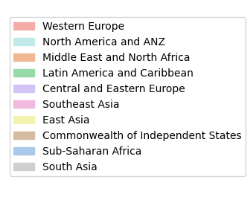 Western Europe
North America and ANZ
Middle East and North Africa
Latin America and Caribbean
Central and Eastern Europe
Southeast Asia
East Asia
Commonwealth of Independent States
Sub-Saharan Africa
South Asia